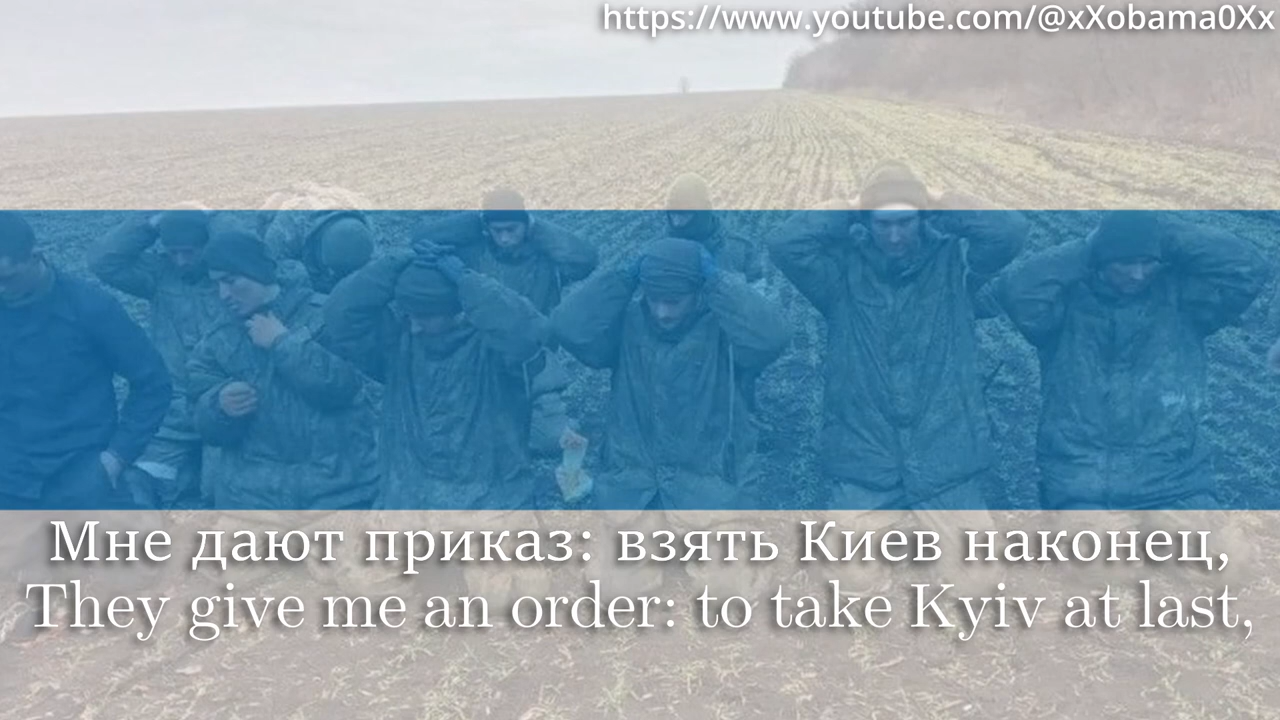 https://www.youtube.com/@xXobama0Xx
Мне дают приказ: взять Киев наконец,
They give me an order: to take Kyiv at last,